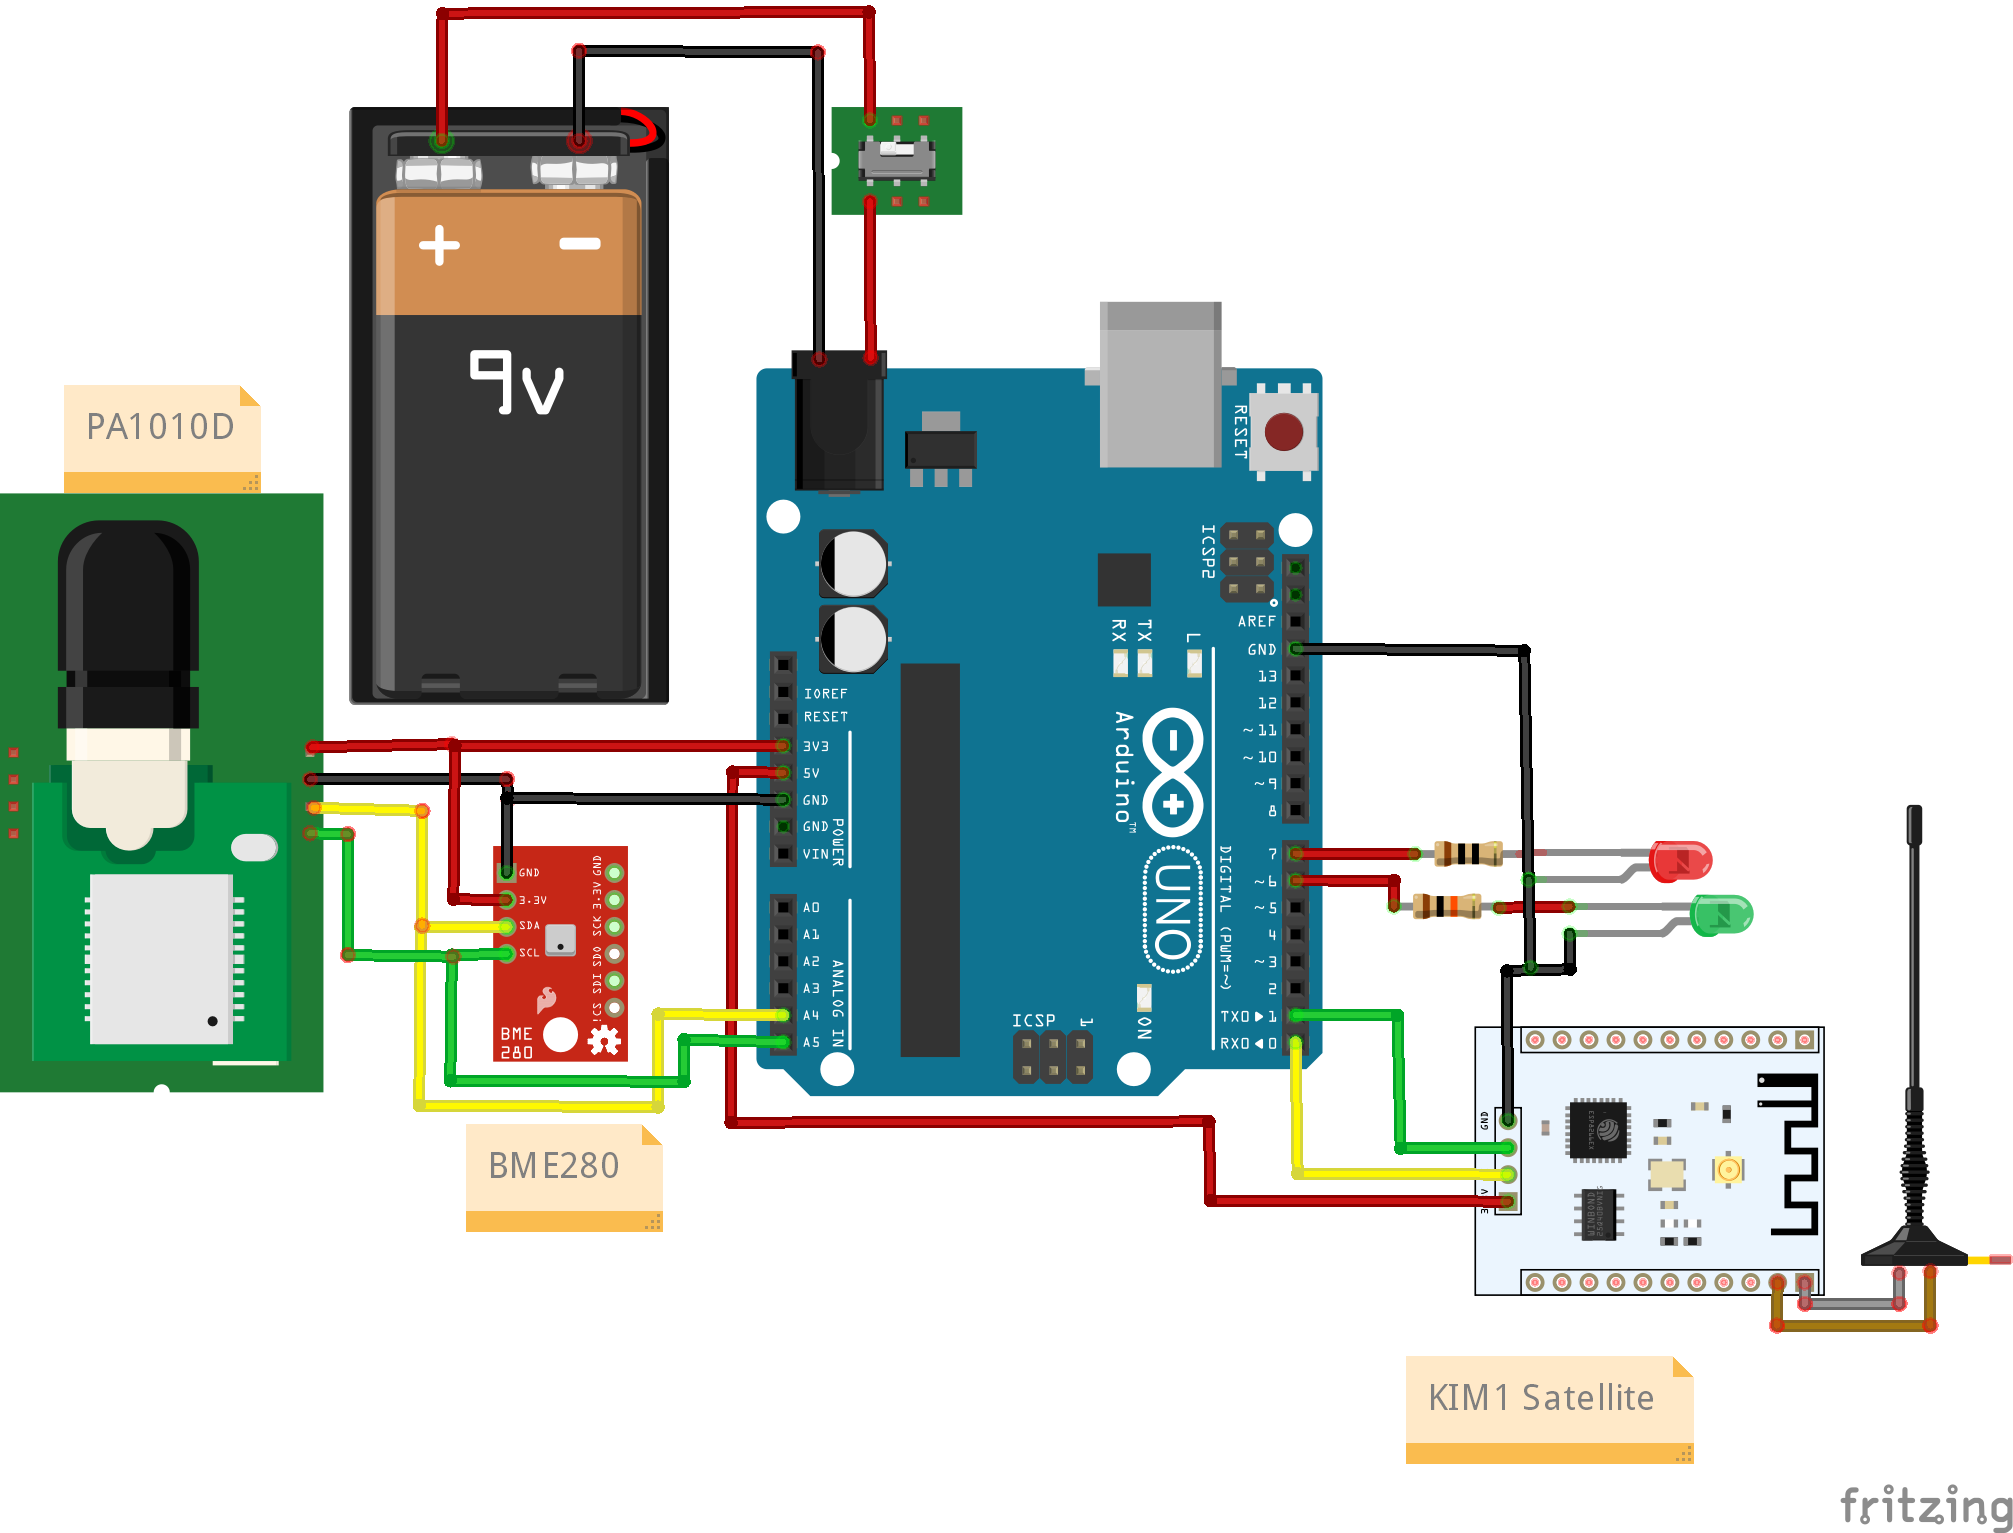 + -
9V
PA1010D
RESET
ICSP2
AREF
GND
13
12
~11
~10
~9
8
RX
TX
L
IOREF
RESET
3V3
5V
GND
GND
VIN
POWER
A0
A1
A2
A3
A4
A5
ANALOG IN
Arduino™
UNO
DIGITAL (PWM=~)
7
~6
~5
4
~3
2
TX0▶1
RX0◀0
ICSP
1
ON
GND
3.3V
SDA
SCL
GND
3.3V
SCK
SDO
SDI
BME
280
BME280
GND
KIM1 Satellite
fritzing